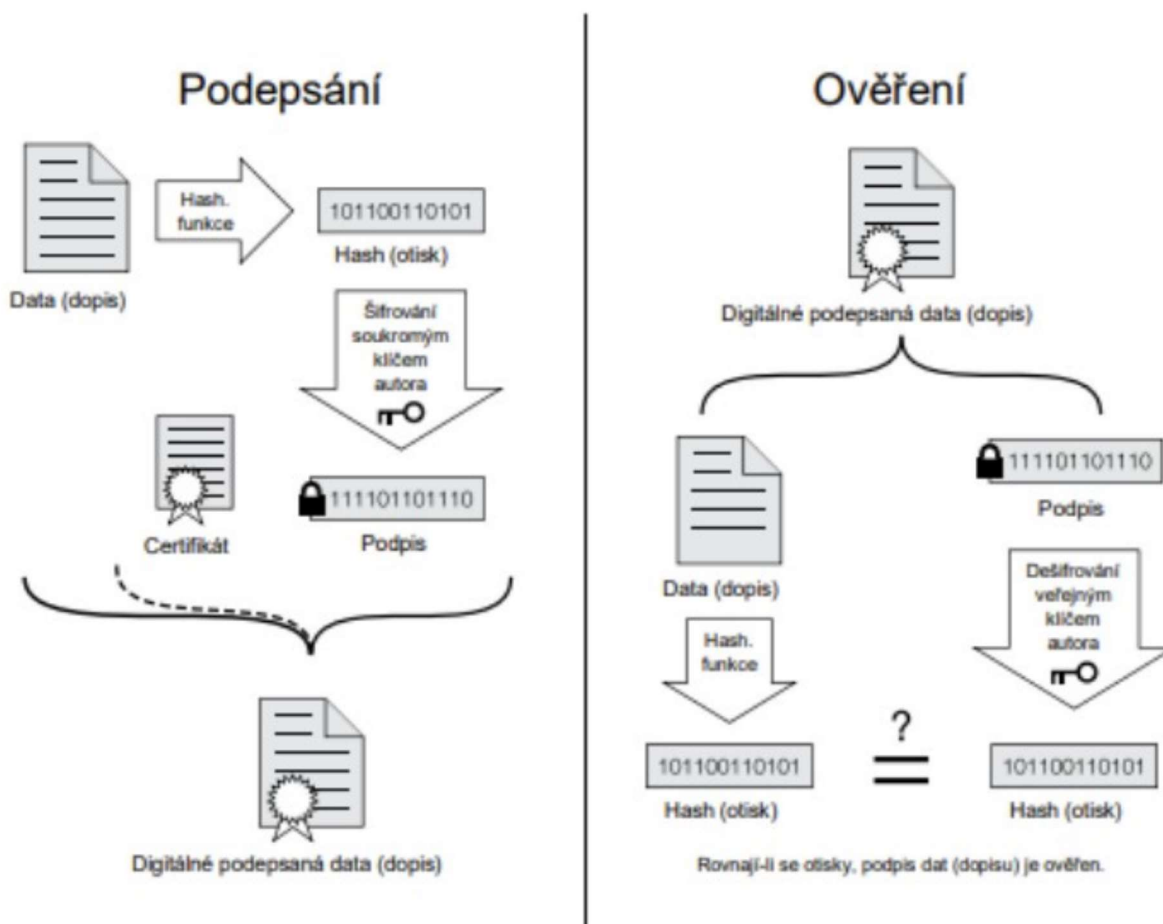 Podepsání
Hash.
funkce
101100110101
Hash (otisk)
Data (dopis)
Šifrování
soukromým
klíčem
autora
111101101110
Certifikát
Podpis
Digitálné podepsaná data (dopis)
Ověření
Digitálné podepsaná data (dopis)
111101101110
Podpis
Data (dopis)
Dešifrování
veřejným
klíčem
autora
Hash.
funkce
?
=
101100110101
101100110101
Hash (otisk)
Hash (otisk)
Rovnají-li se otisky, podpis dat (dopisu) je ověřen.